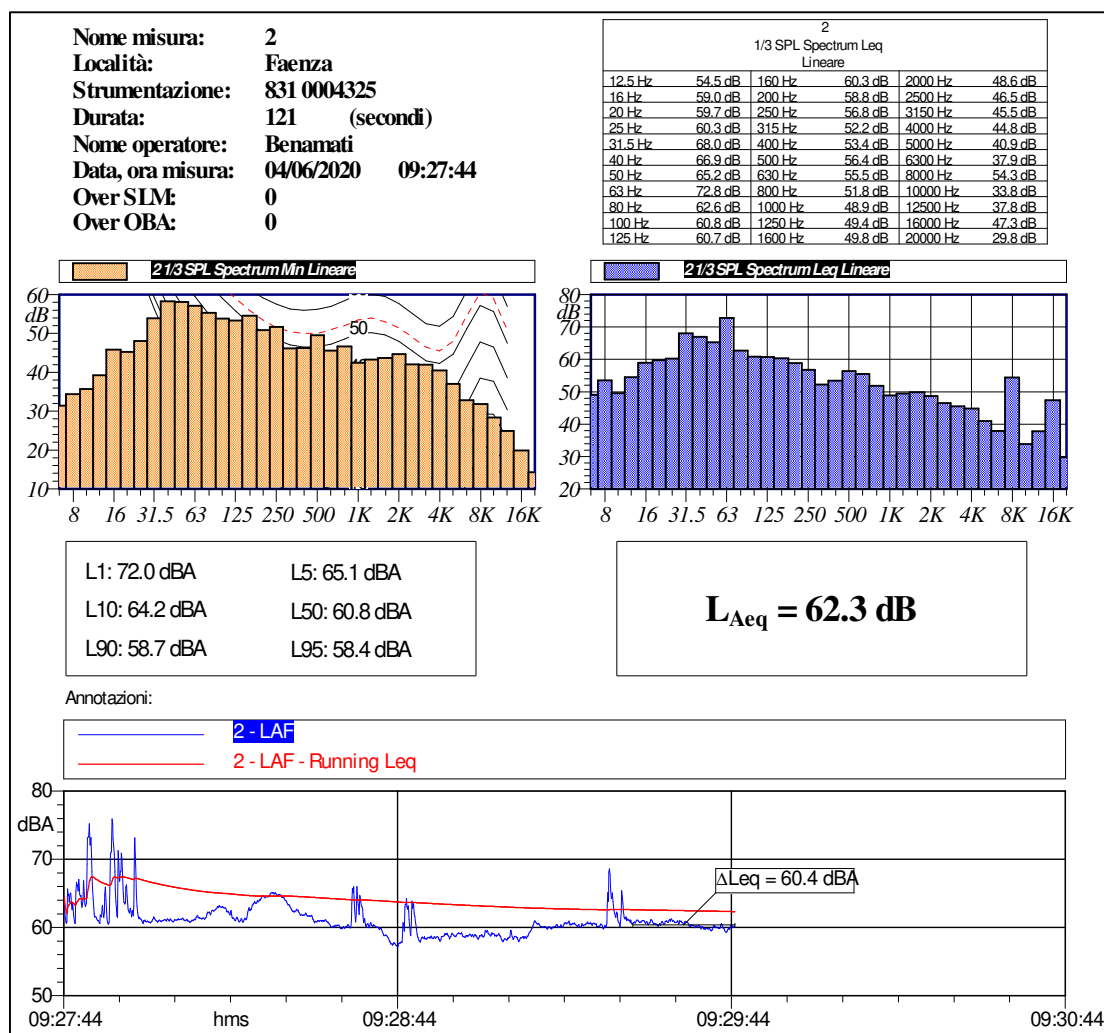 Nome misura: 2
Località: Faenza
Strumentazione: 831 0004325
Durata: 121 (secondi)
Nome operatore: Benamati
Data, ora misura: 04/06/2020 09:27:44
Over SLM: 0
Over OBA: 0
2
1/3 SPL Spectrum Leq
Lineare
12.5 Hz 54.5 dB 160 Hz 60.3 dB 2000 Hz 48.6 dB
16 Hz 59.0 dB 200 Hz 58.8 dB 2500 Hz 46.5 dB
20 Hz 59.7 dB 250 Hz 56.8 dB 3150 Hz 45.5 dB
25 Hz 60.3 dB 315 Hz 52.2 dB 4000 Hz 44.8 dB
31.5 Hz 68.0 dB 400 Hz 53.4 dB 5000 Hz 40.9 dB
40 Hz 66.9 dB 500 Hz 56.4 dB 6300 Hz 37.9 dB
50 Hz 65.2 dB 630 Hz 55.5 dB 8000 Hz 54.3 dB
63 Hz 72.8 dB 800 Hz 51.8 dB 10000 Hz 33.8 dB
80 Hz 62.6 dB 1000 Hz 48.9 dB 12500 Hz 37.8 dB
100 Hz 60.8 dB 1250 Hz 49.4 dB 16000 Hz 47.3 dB
125 Hz 60.7 dB 1600 Hz 49.8 dB 20000 Hz 29.8 dB
2 1/3 SPL Spectrum Min Lineare
60
dB
50
50
40
30
20
10
8 16 31.5 63 125 250 500 1K 2K 4K 8K 16K
2 1/3 SPL Spectrum Leq Lineare
80
dB
70
60
50
40
30
20
8 16 31.5 63 125 250 500 1K 2K 4K 8K 16K
L1: 72.0 dBA L5: 65.1 dBA
L10: 64.2 dBA L50: 60.8 dBA
L90: 58.7 dBA L95: 58.4 dBA
LAeq = 62.3 dB
Annotazioni:
2 - LAF
2 - LAF - Running Leq
80
dBA
70
ΔLeq = 60.4 dBA
60
50
09:27:44 hms 09:28:44 09:29:44 09:30:44